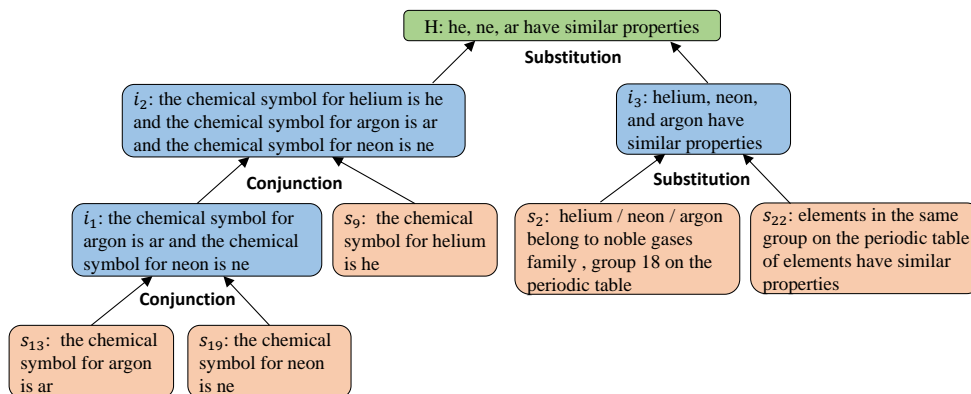 H: he, ne, ar have similar properties
Substitution
i₂: the chemical symbol for helium is he
and the chemical symbol for argon is ar
and the chemical symbol for neon is ne
i₃: helium, neon,
and argon have
similar properties
Conjunction
Substitution
i₁: the chemical symbol for
argon is ar and the chemical
symbol for neon is ne
s₉: the chemical
symbol for helium
is he
s₂: helium / neon / argon
belong to noble gases
family , group 18 on the
periodic table
s₂₂: elements in the same
group on the periodic table
of elements have similar
properties
Conjunction
s₁₃: the chemical
symbol for argon
is ar
s₁₉: the chemical
symbol for neon
is ne